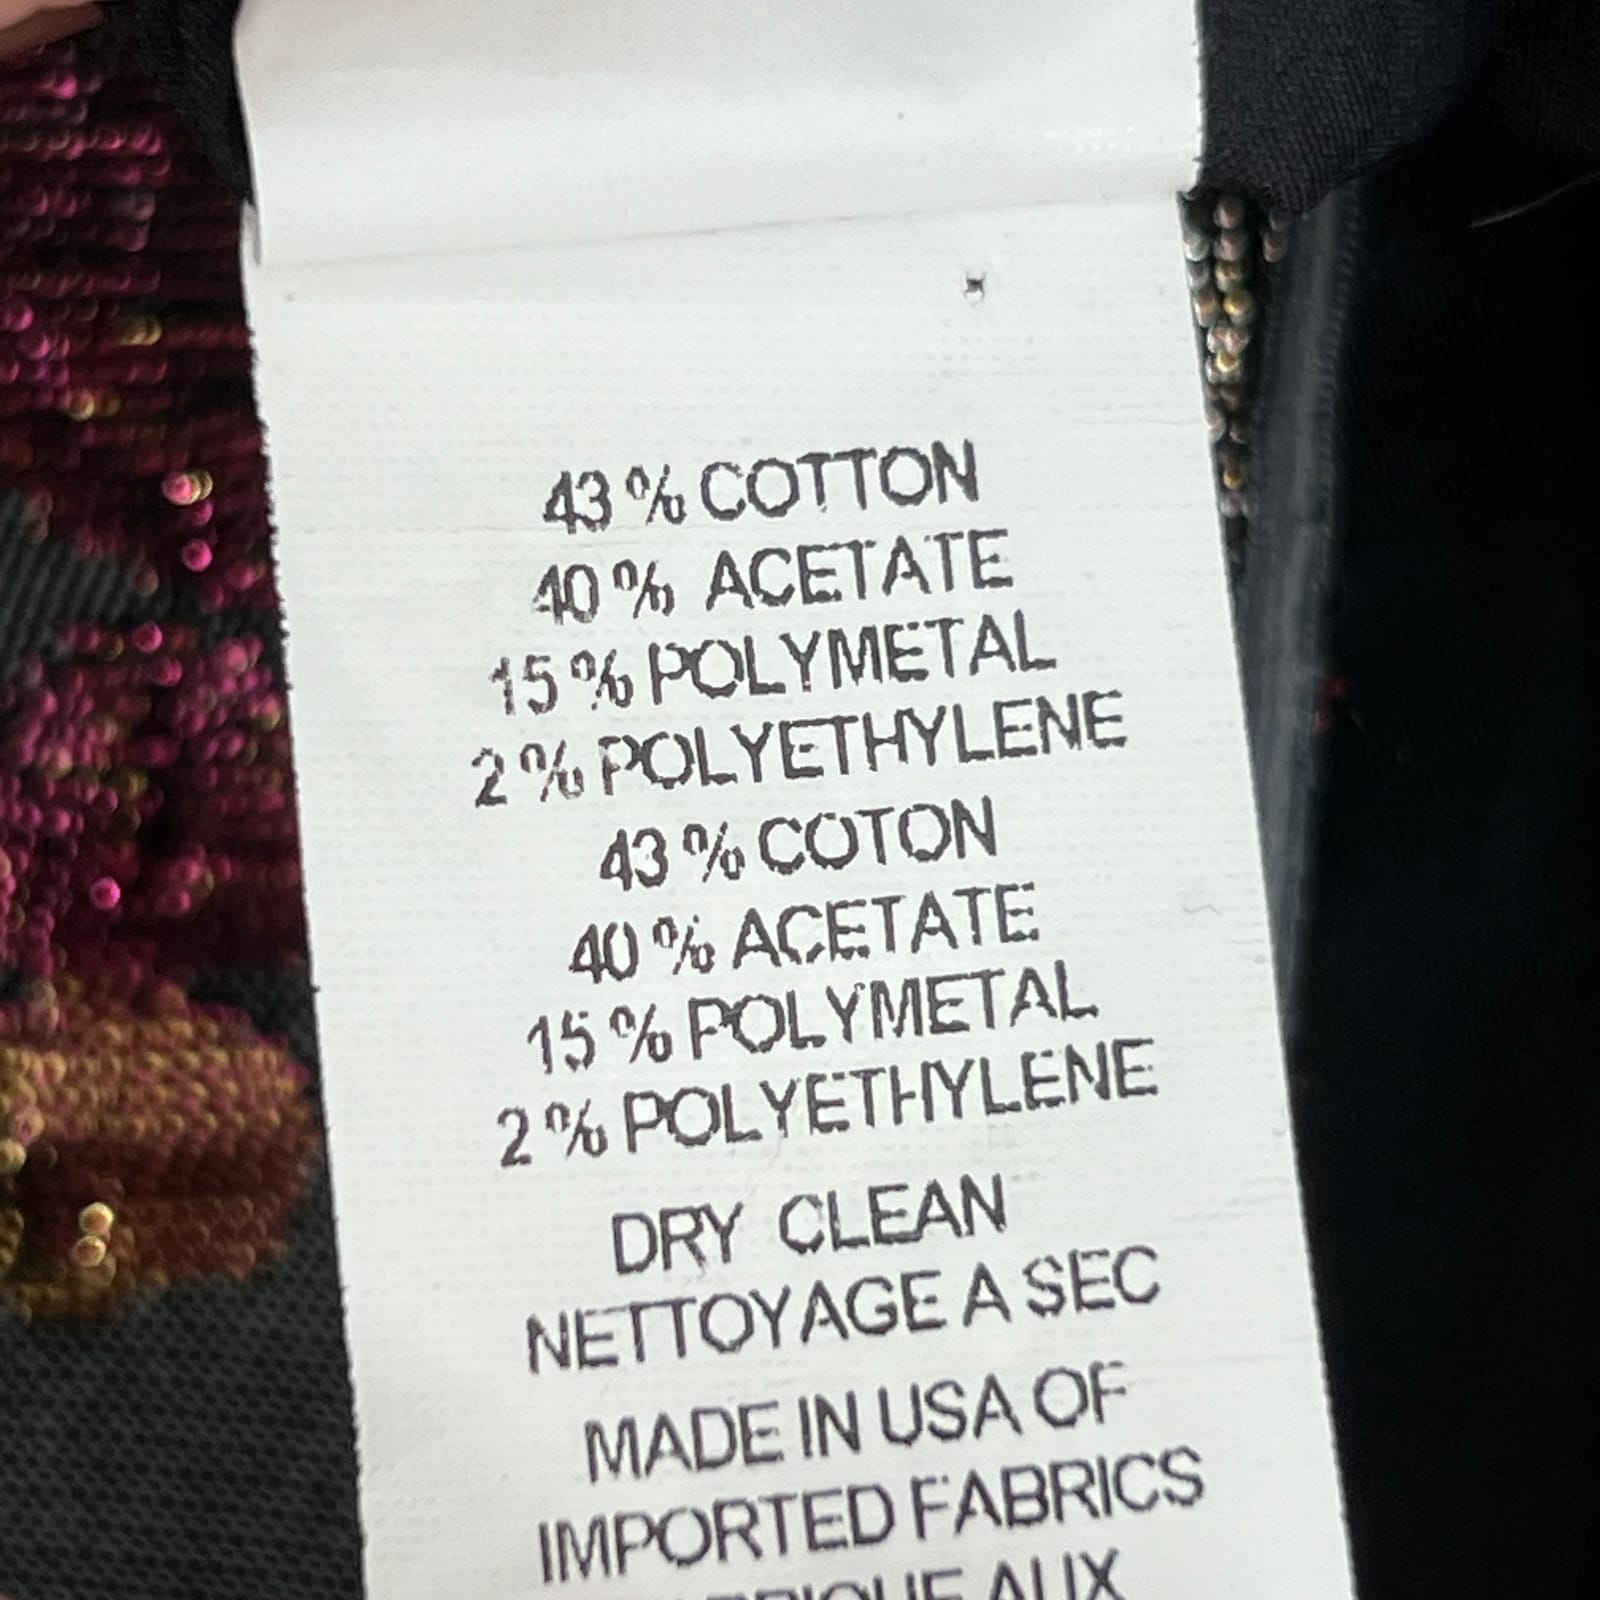 43% COTTON
40% ACETATE
15% POLYMETAL
2% POLYETHYLENE
43% COTON
40% ACETATE
15% POLYMETAL
2% POLYETHYLENE
DRY CLEAN
NETTOYAGE A SEC
MADE IN USA OF
IMPORTED FABRICS
AUX